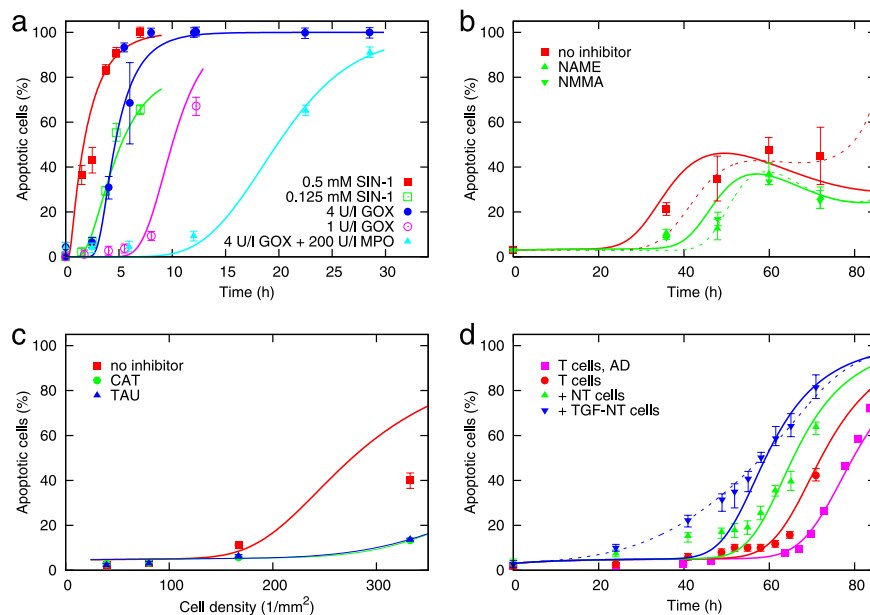 a
Apoptotic cells (%)
100
80
60
40
20
0
0.5 mM SIN-1
0.125 mM SIN-1
4 U/l GOX
1 U/l GOX
4 U/l GOX + 200 U/l MPO
0 5 10 15 20 25 30
Time (h)
b
Apoptotic cells (%)
100
80
60
40
20
0
no inhibitor
NAME
NMMA
0 20 40 60 80
Time (h)
c
Apoptotic cells (%)
100
80
60
40
20
0
no inhibitor
CAT
TAU
0 100 200 300
Cell density (1/mm²)
d
Apoptotic cells (%)
100
80
60
40
20
0
T cells, AD
T cells
+ NT cells
+ TGF-NT cells
0 20 40 60 80
Time (h)